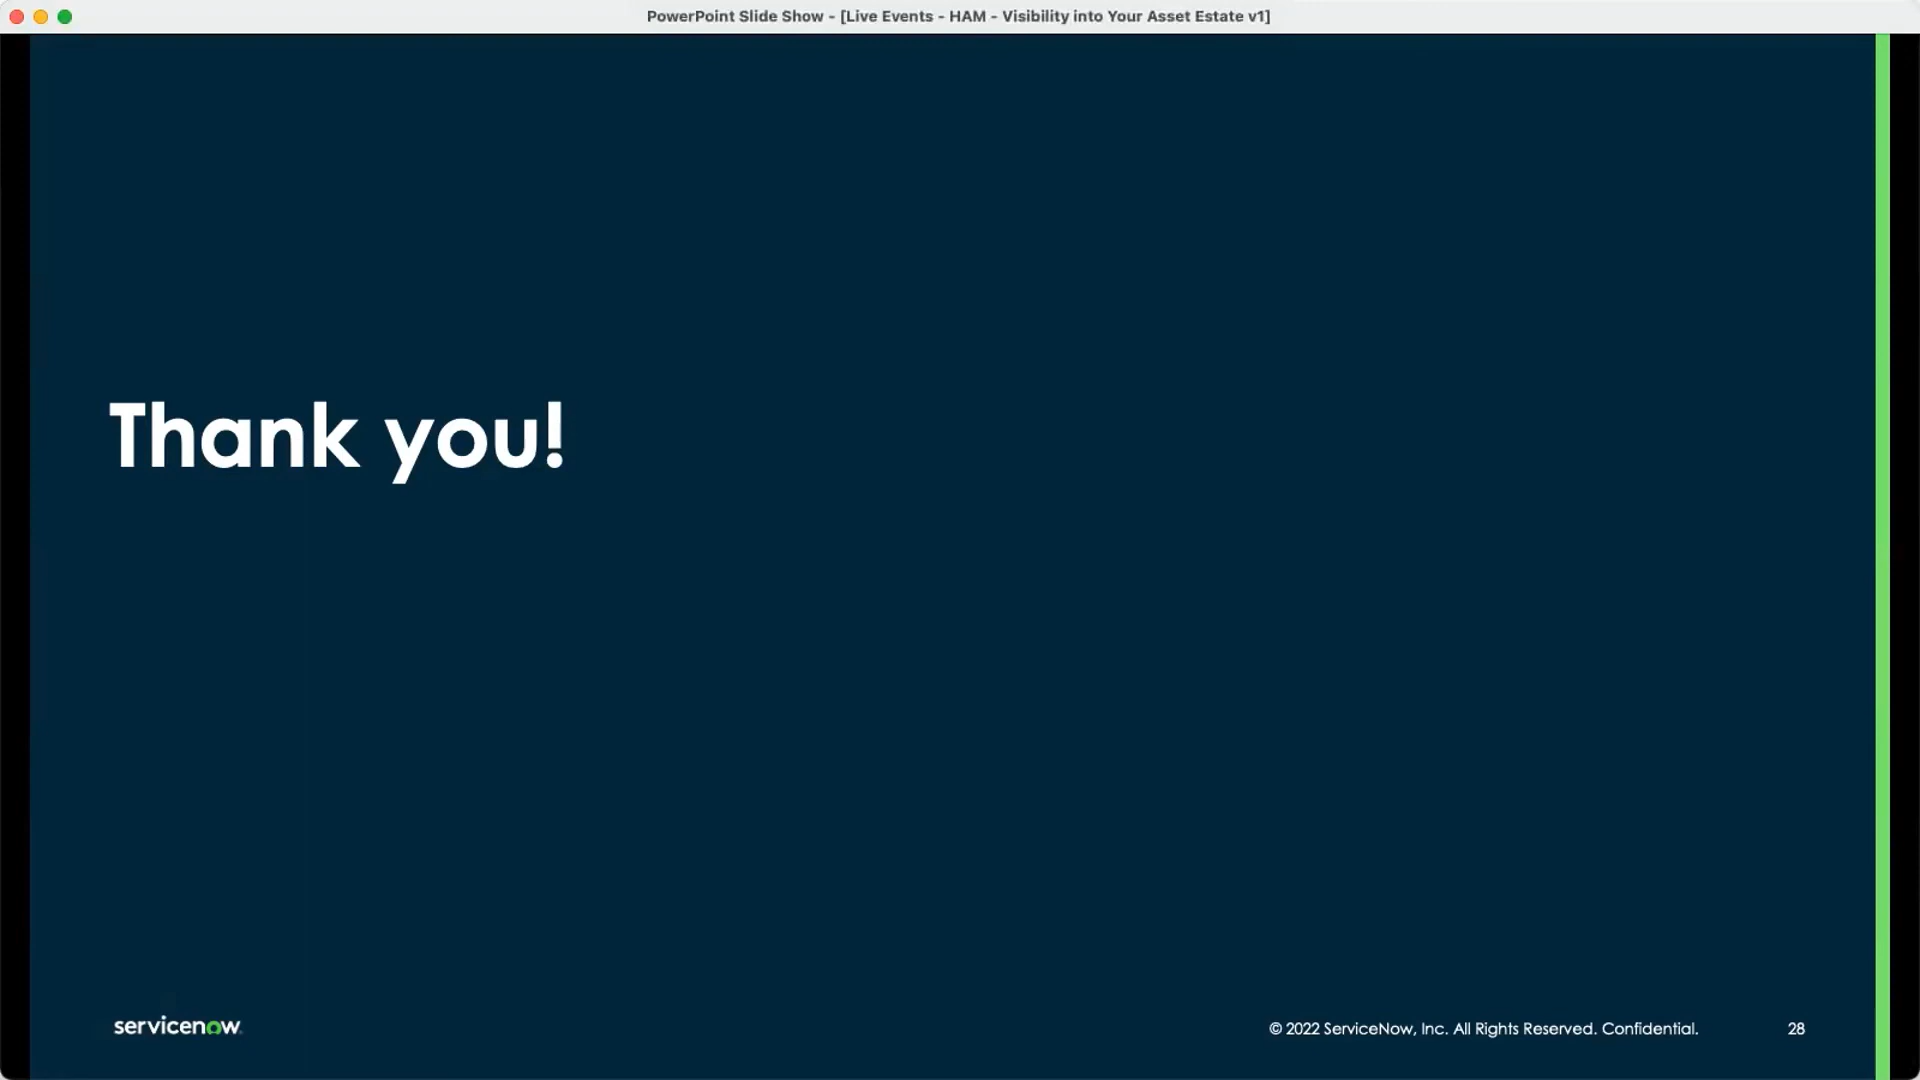 PowerPoint Slide Show - [Live Events - HAM - Visibility into Your Asset Estate v1]
Thank you!
servicenow
© 2022 ServiceNow, Inc. All Rights Reserved. Confidential.
28